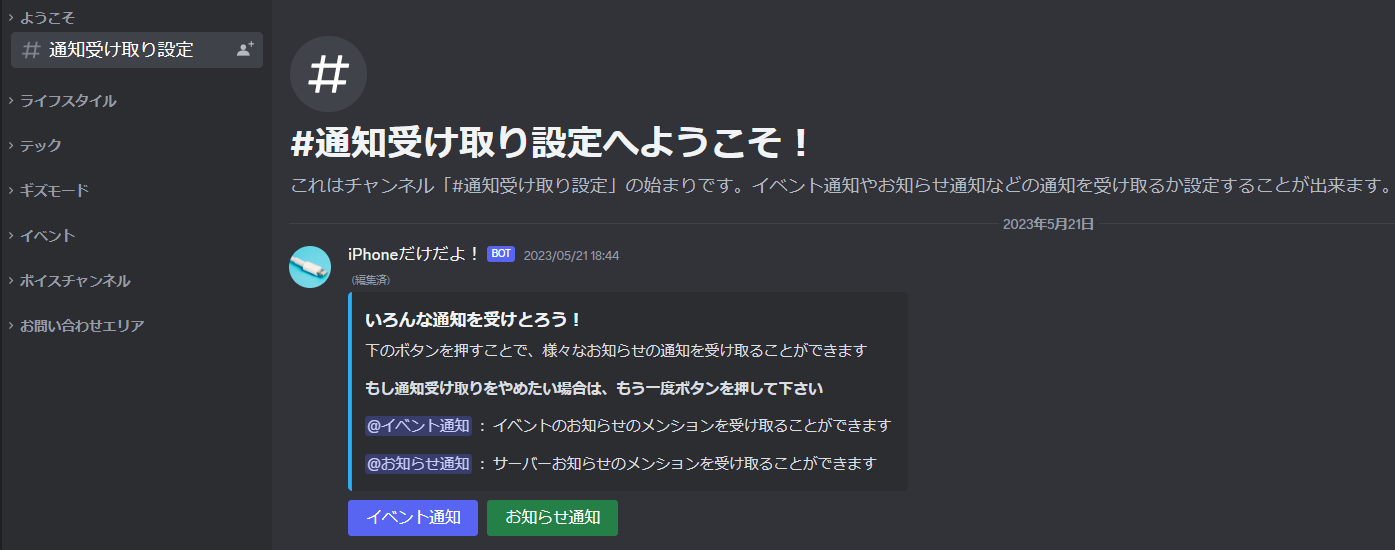 ようこそ
通知受け取り設定
ライフスタイル
テック
ギズモード
イベント
ボイスチャンネル
お問い合わせエリア
#通知受け取り設定へようこそ！
これはチャンネル「#通知受け取り設定」の始まりです。イベント通知やお知らせ通知などの通知を受け取るか設定することが出来ます。
2023年5月21日
iPhoneだけだよ！ BOT 2023/05/21 18:44
(編集済)
いろんな通知を受けとろう！
下のボタンを押すことで、様々なお知らせの通知を受け取ることができます
もし通知受け取りをやめたい場合は、もう一度ボタンを押して下さい
@イベント通知 ： イベントのお知らせのメンションを受け取ることができます
@お知らせ通知 ： サーバーお知らせのメンションを受け取ることができます
イベント通知 お知らせ通知